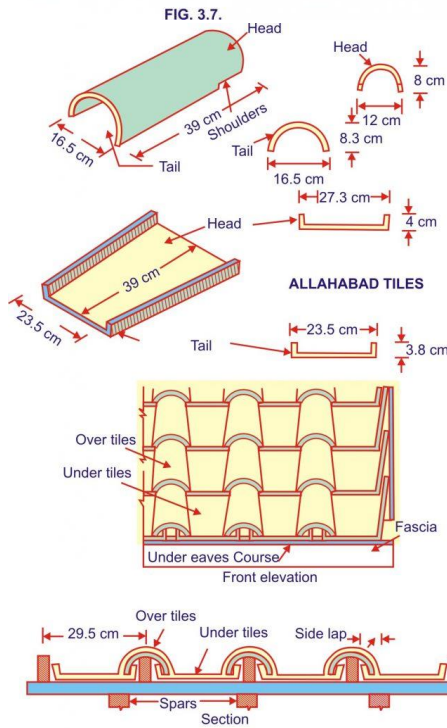 FIG. 3.7.
Head
Head
8 cm
12 cm
39 cm
Shoulders
16.5 cm
Tail
Tail
8.3 cm
16.5 cm
27.3 cm
Head
4 cm
39 cm
ALLAHABAD TILES
23.5 cm
23.5 cm
Tail
3.8 cm
Over tiles
Under tiles
Fascia
Under eaves Course
Front elevation
Over tiles
29.5 cm
Under tiles
Side lap
Spars
Section